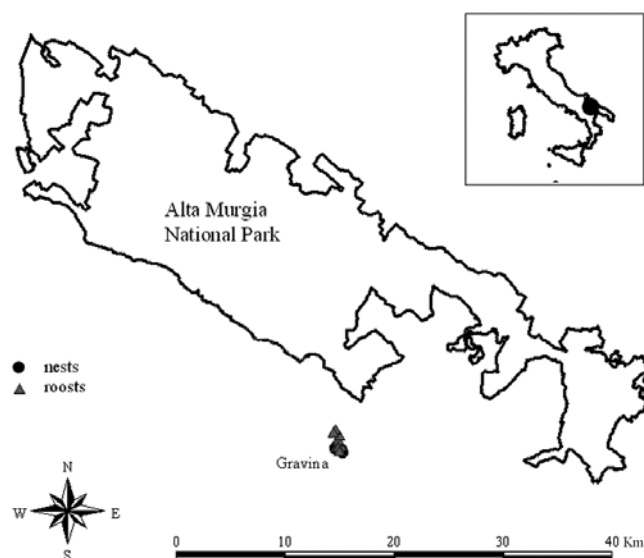 Alta Murgia
National Park
nests
roosts
Gravina
N
W E
S
0 10 20 30 40 Km